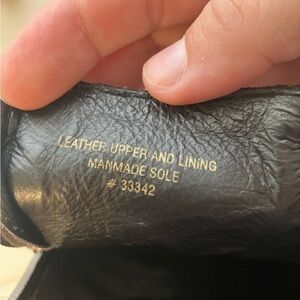 LEATHER UPPER AND LINING
MANMADE SOLE
# 33342